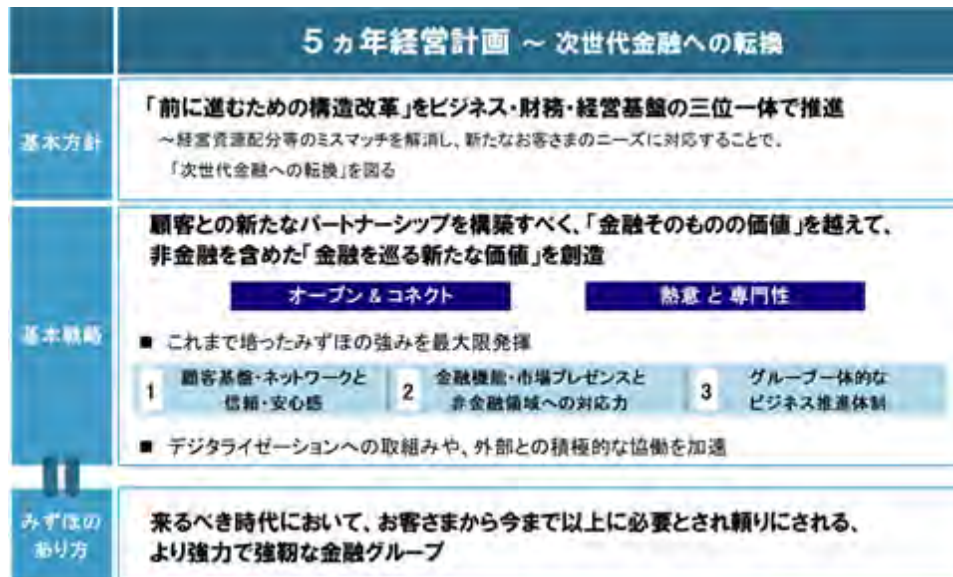 5ヵ年経営計画 ～ 次世代金融への転換
基本方針
「前に進むための構造改革」をビジネス・財務・経営基盤の三位一体で推進
～経営資源配分等のミスマッチを解消し、新たなお客さまのニーズに対応することで、
「次世代金融への転換」を図る
基本戦略
顧客との新たなパートナーシップを構築すべく、「金融そのものの価値」を越えて、
非金融を含めた「金融を巡る新たな価値」を創造
オープン & コネクト
熱意 と 専門性
■ これまで培ったみずほの強みを最大限発揮
1
顧客基盤・ネットワークと
信頼・安心感
2
金融機能・市場プレゼンスと
非金融領域への対応力
3
グループ一体的な
ビジネス推進体制
■ デジタライゼーションへの取組みや、外部との積極的な協働を加速
みずほの
あり方
来るべき時代において、お客さまから今まで以上に必要とされ頼りにされる、
より強力で強靭な金融グループ